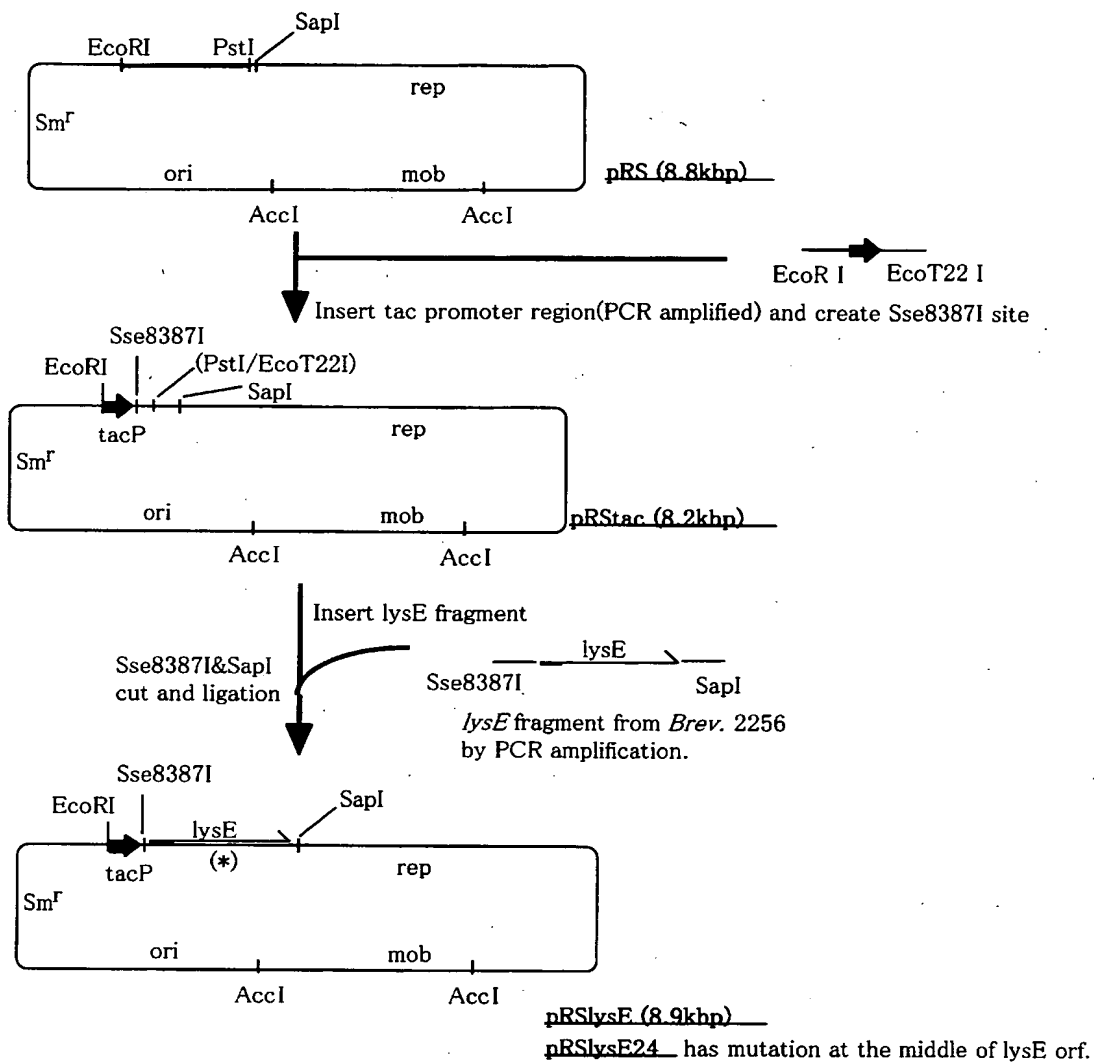 SapI
EcoRI PstI
rep
Smr
ori mob
pRS (8.8kbp)
AccI AccI
EcoR I EcoT22 I
Insert tac promoter region(PCR amplified) and create Sse8387I site
Sse8387I
(PstI/EcoT22I)
EcoRI
SapI
tacP rep
Smr
ori mob
pRStac (8.2kbp)
AccI AccI
Insert lysE fragment
Sse8387I&SapI
cut and ligation
lysE
Sse8387I SapI
lysE fragment from Brev. 2256
by PCR amplification.
Sse8387I
EcoRI SapI
lysE
tacP (*) rep
Smr
ori mob
AccI AccI
pRSlysE (8.9kbp)
pRSlysE24 has mutation at the middle of lysE orf.